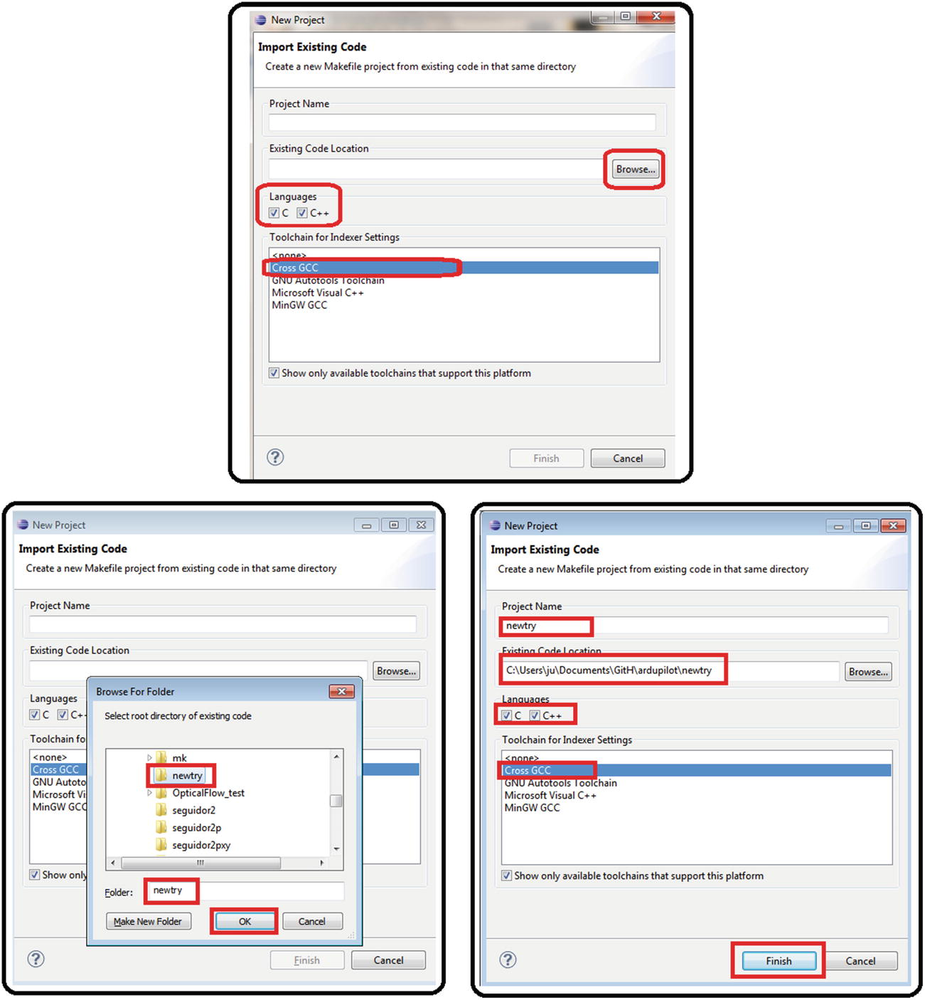 New Project
Import Existing Code
Create a new Makefile project from existing code in that same directory
Project Name
Existing Code Location
Browse...
Languages
C C++
Toolchain for Indexer Settings
<none>
Cross GCC
GNU Autotools Toolchain
Microsoft Visual C++
MinGW GCC
Show only available toolchains that support this platform
? Finish Cancel
New Project
Import Existing Code
Create a new Makefile project from existing code in that same directory
Project Name
Existing Code Location
Browse...
Languages
C C++
Toolchain fo
<none>
Cross GCC
GNU Autoto
Microsoft Vi
MinGW GCC
Show only
Browse For Folder
Select root directory of existing code
mk
newtry
OpticalFlow_test
seguidor2
seguidor2p
seguidor2pxy
Folder: newtry
Make New Folder OK Cancel
? Finish Cancel
New Project
Import Existing Code
Create a new Makefile project from existing code in that same directory
Project Name
newtry
Existing Code Location
C:\Users\ju\Documents\GitH\ardupilot\newtry Browse...
Languages
C C++
Toolchain for Indexer Settings
<none>
Cross GCC
GNU Autotools Toolchain
Microsoft Visual C++
MinGW GCC
Show only available toolchains that support this platform
? Finish Cancel